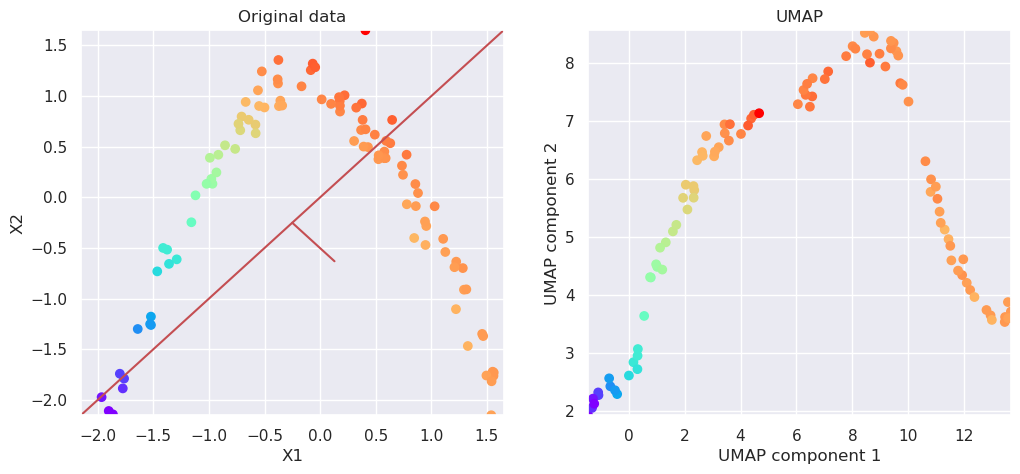 Original data
UMAP
1.5
1.0
0.5
0.0
−0.5
−1.0
−1.5
−2.0
X2
−2.0 −1.5 −1.0 −0.5 0.0 0.5 1.0 1.5
X1
8
7
6
5
4
3
2
UMAP component 2
0 2 4 6 8 10 12
UMAP component 1